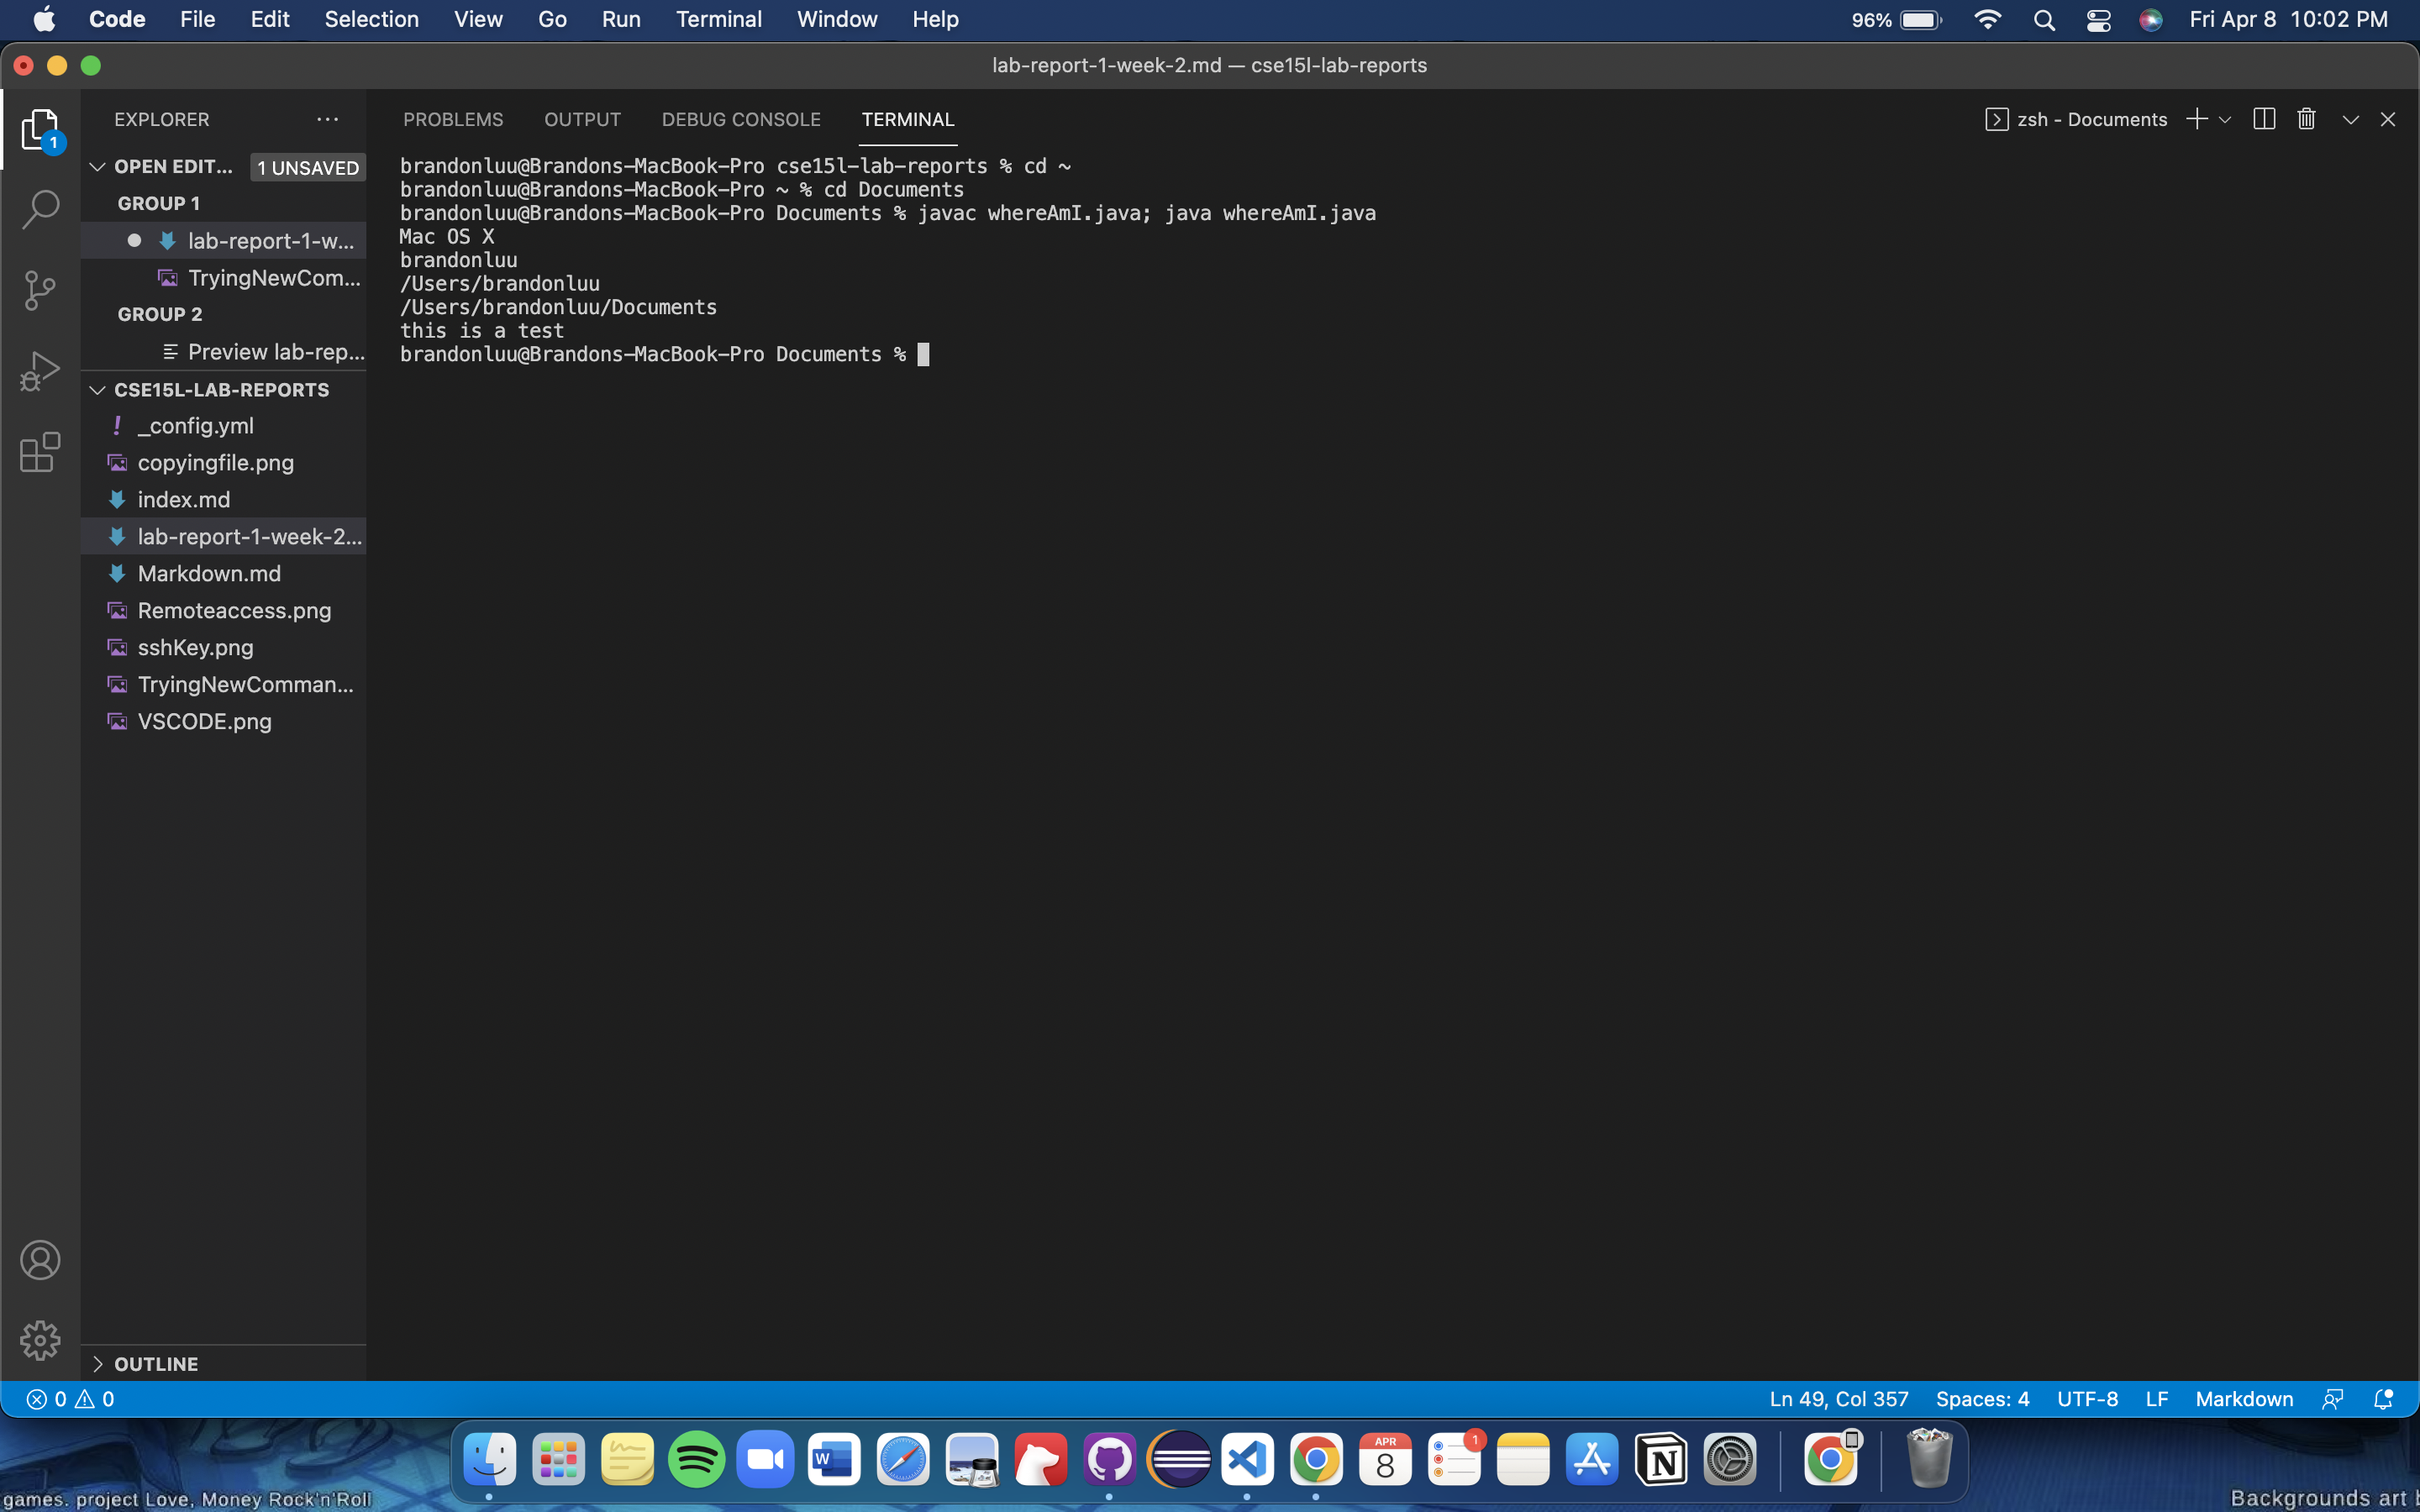 Code File Edit Selection View Go Run Terminal Window Help 96% Fri Apr 8 10:02 PM
lab-report-1-week-2.md — cse15l-lab-reports
EXPLORER ... PROBLEMS OUTPUT DEBUG CONSOLE TERMINAL zsh - Documents
1
OPEN EDIT... 1 UNSAVED
GROUP 1
lab-report-1-w...
TryingNewCom...
GROUP 2
Preview lab-rep...
CSE15L-LAB-REPORTS
! _config.yml
copyingfile.png
index.md
lab-report-1-week-2...
Markdown.md
Remoteaccess.png
sshKey.png
TryingNewComman...
VSCODE.png
OUTLINE
brandonluu@Brandons-MacBook-Pro cse15l-lab-reports % cd ~
brandonluu@Brandons-MacBook-Pro ~ % cd Documents
brandonluu@Brandons-MacBook-Pro Documents % javac whereAmI.java; java whereAmI.java
Mac OS X
brandonluu
/Users/brandonluu
/Users/brandonluu/Documents
this is a test
brandonluu@Brandons-MacBook-Pro Documents %
0 0 Ln 49, Col 357 Spaces: 4 UTF-8 LF Markdown
W APR 8 1 N
games. project Love, Money Rock'n'Roll
Backgrounds art